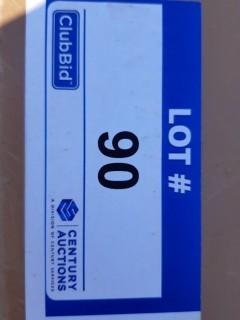 LOT #
90
ClubBid
CENTURY
AUCTIONS
A DIVISION OF CENTURY SERVICES